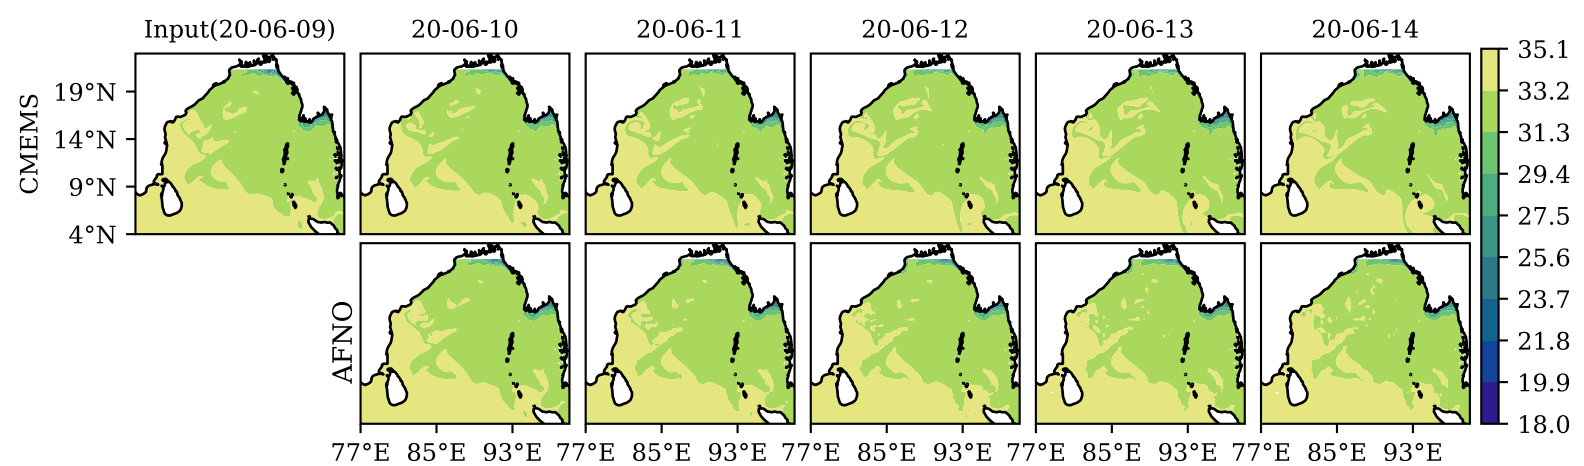 Input(20-06-09) 20-06-10 20-06-11 20-06-12 20-06-13 20-06-14
CMEMS
19°N
14°N
9°N
4°N
AFNO
77°E 85°E 93°E 77°E 85°E 93°E 77°E 85°E 93°E 77°E 85°E 93°E 77°E 85°E 93°E
35.1
33.2
31.3
29.4
27.5
25.6
23.7
21.8
19.9
18.0